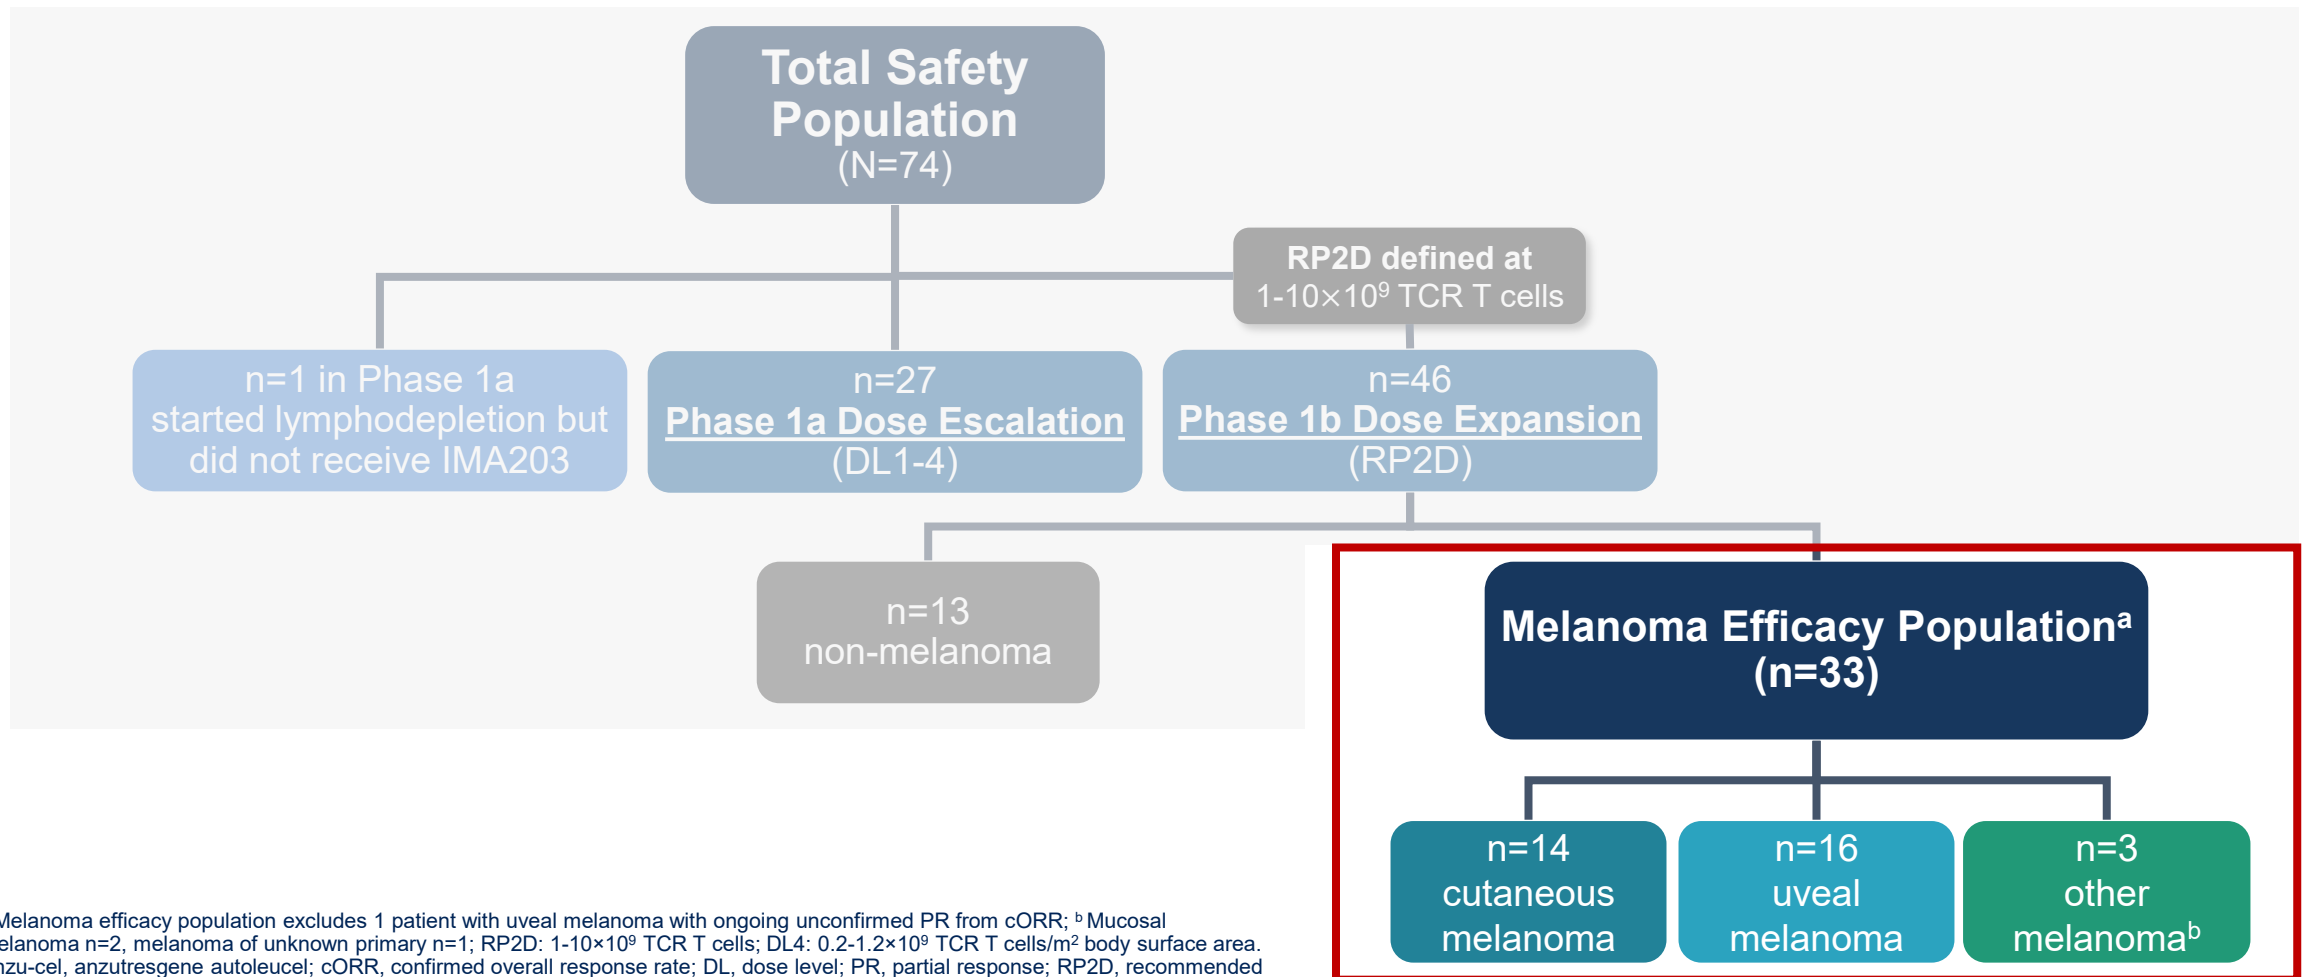 Total Safety
Population
(N=74)
RP2D defined at
1-10×10⁹ TCR T cells
n=1 in Phase 1a
started lymphodepletion but
did not receive IMA203
n=27
Phase 1a Dose Escalation
(DL1-4)
n=46
Phase 1b Dose Expansion
(RP2D)
n=13
non-melanoma
Melanoma Efficacy Populationᵃ
(n=33)
n=14
cutaneous
melanoma
n=16
uveal
melanoma
n=3
other
melanomaᵇ
Melanoma efficacy population excludes 1 patient with uveal melanoma with ongoing unconfirmed PR from cORR; ᵇ Mucosal
elanoma n=2, melanoma of unknown primary n=1; RP2D: 1-10×10⁹ TCR T cells; DL4: 0.2-1.2×10⁹ TCR T cells/m² body surface area.
nzu-cel, anzutresgene autoleucel; cORR, confirmed overall response rate; DL, dose level; PR, partial response; RP2D, recommended